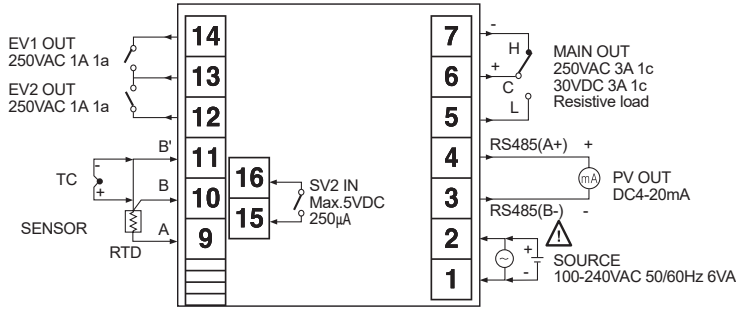 EV1 OUT
250VAC 1A 1a
EV2 OUT
250VAC 1A 1a
14
13
12
11
10
9
B'
B
A
TC
-
+
SENSOR
RTD
16
15
SV2 IN
Max.5VDC
250µA
7
6
5
4
3
2
1
-
+
H
C
L
MAIN OUT
250VAC 3A 1c
30VDC 3A 1c
Resistive load
RS485(A+) +
mA
PV OUT
DC4-20mA
RS485(B-) -
!
~
+
-
SOURCE
100-240VAC 50/60Hz 6VA